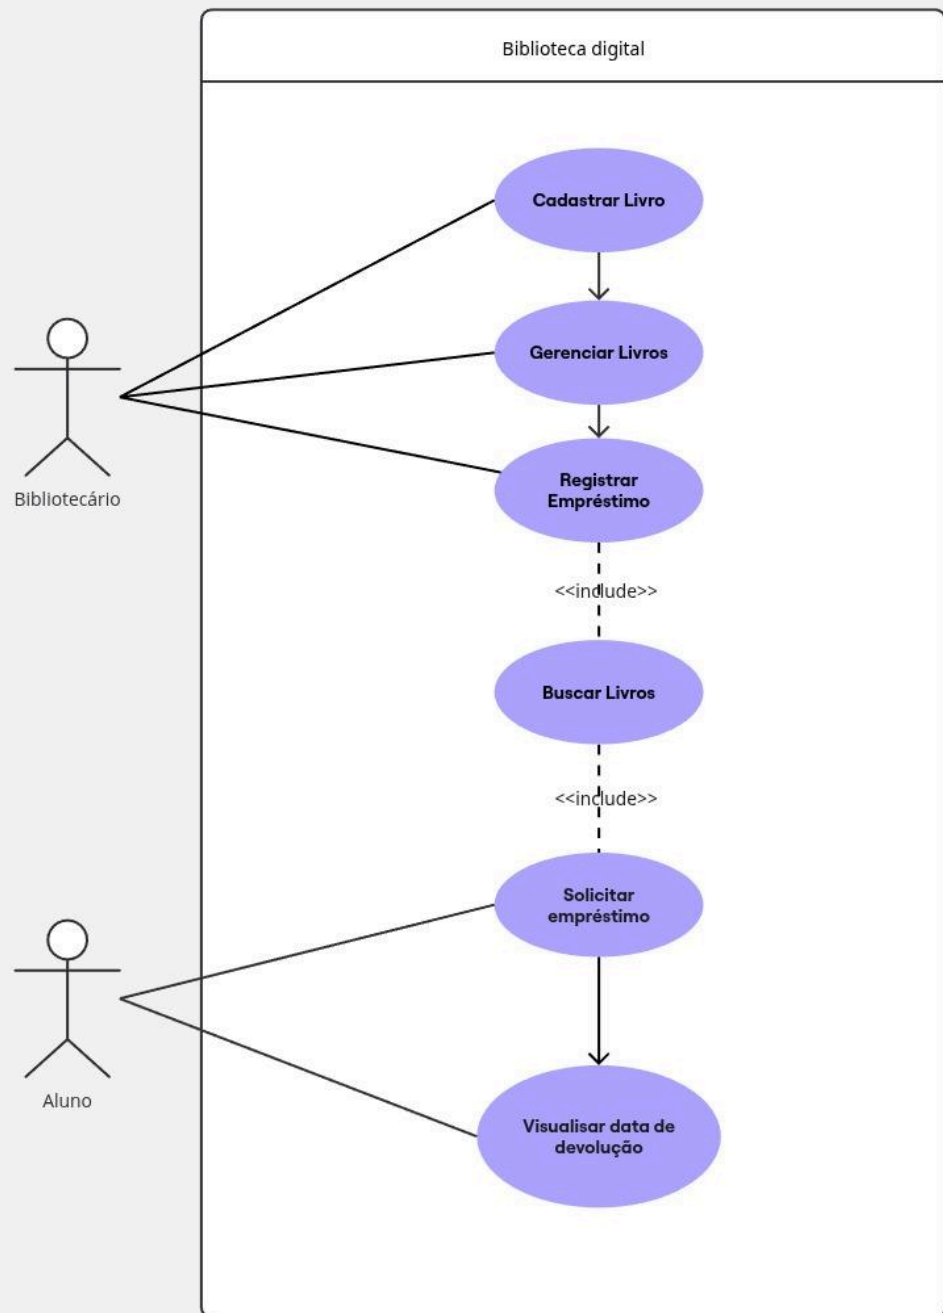 Biblioteca digital
Cadastrar Livro
Gerenciar Livros
Registrar
Empréstimo
Bibliotecário
<<include>>
Buscar Livros
<<include>>
Solicitar
empréstimo
Aluno
Visualisar data de
devolução